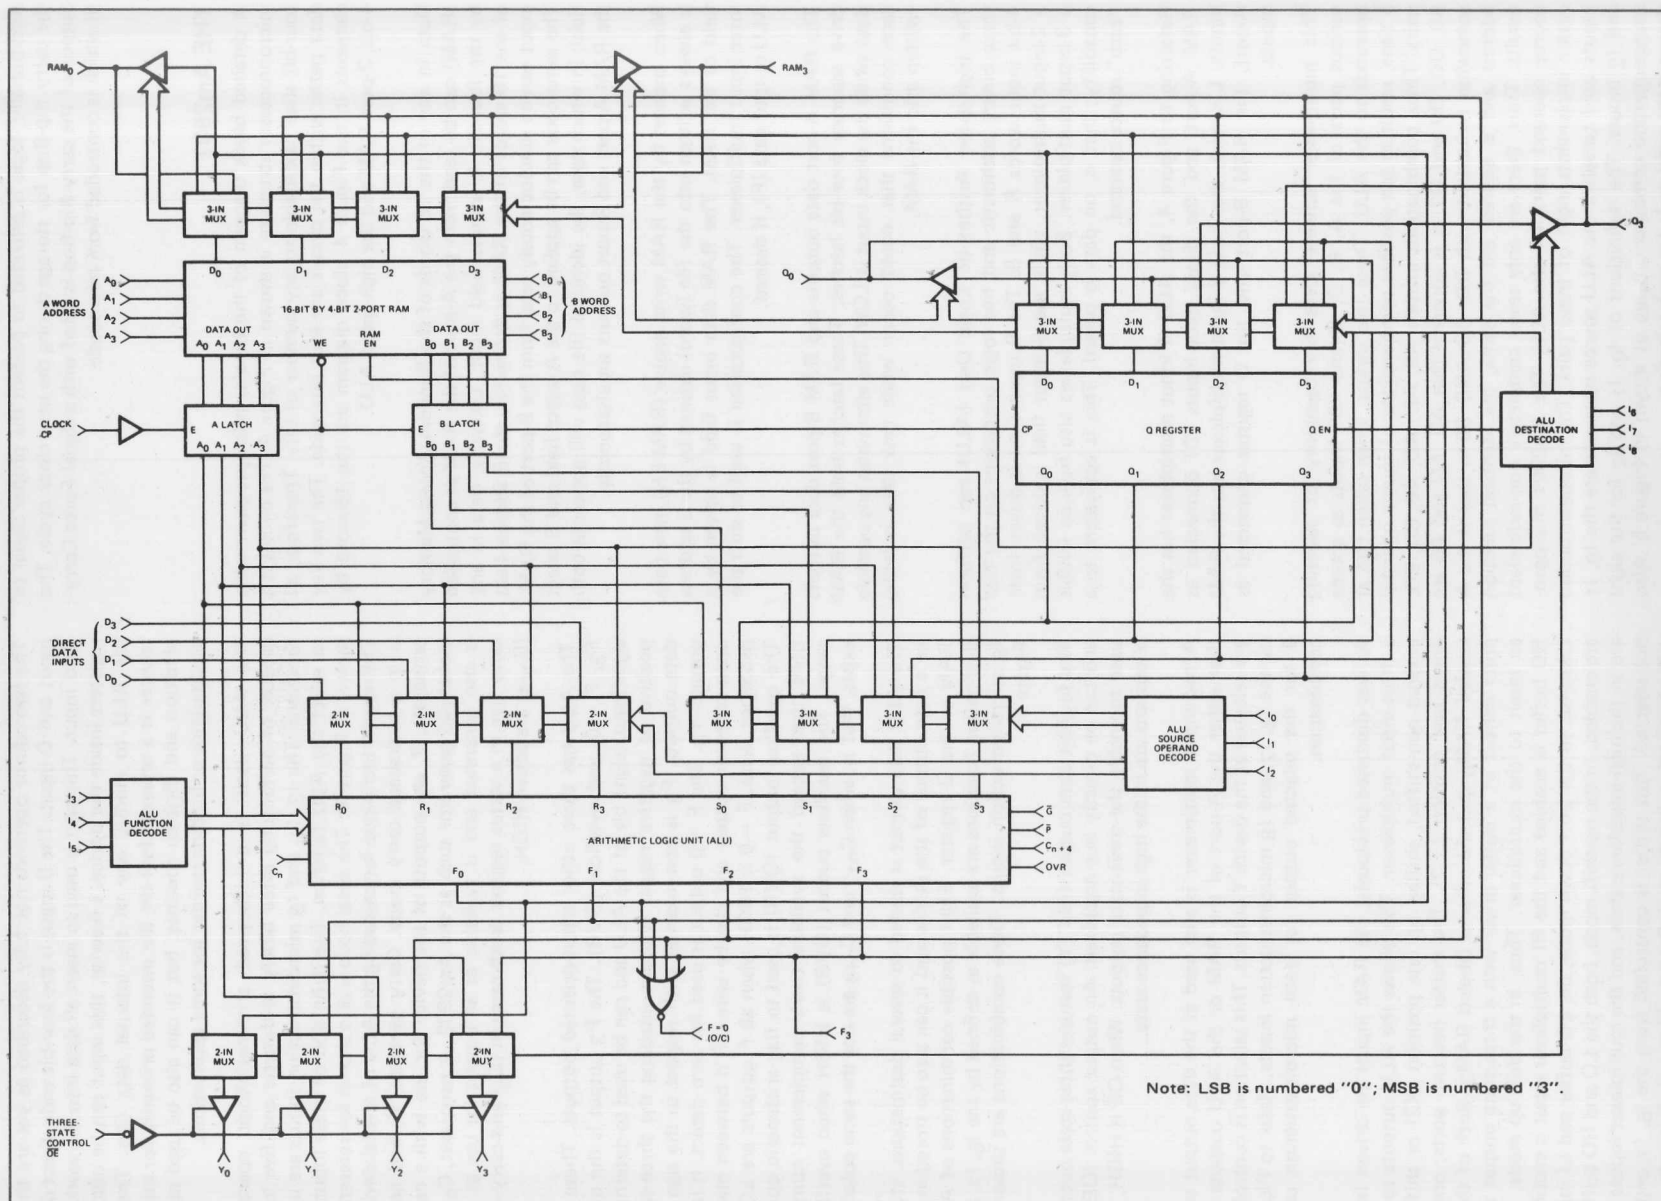 RAM0
RAM3
3-IN MUX
3-IN MUX
3-IN MUX
3-IN MUX
Q3
Q0
D0
D1
D2
D3
A WORD ADDRESS
A0
A1
A2
A3
16-BIT BY 4-BIT 2-PORT RAM
B0
B1
B2
B3
B WORD ADDRESS
DATA OUT
A0 A1 A2 A3
WE
RAM EN
DATA OUT
B0 B1 B2 B3
3-IN MUX
3-IN MUX
3-IN MUX
3-IN MUX
CLOCK CP
E
A LATCH
A0 A1 A2 A3
E
B LATCH
B0 B1 B2 B3
D0
D1
D2
D3
CP
Q REGISTER
Q EN
Q0
Q1
Q2
Q3
ALU DESTINATION DECODE
I6
I7
I8
DIRECT DATA INPUTS
D3
D2
D1
D0
2-IN MUX
2-IN MUX
2-IN MUX
2-IN MUX
3-IN MUX
3-IN MUX
3-IN MUX
3-IN MUX
ALU SOURCE OPERAND DECODE
I0
I1
I2
I3
I4
I5
ALU FUNCTION DECODE
R0
R1
R2
R3
S0
S1
S2
S3
ARITHMETIC LOGIC UNIT (ALU)
G̅
P̅
Cn + 4
OVR
Cn
F0
F1
F2
F3
F = 0 (O/C)
F3
2-IN MUX
2-IN MUX
2-IN MUX
2-IN MUX
THREE-STATE CONTROL O̅E̅
Y0
Y1
Y2
Y3
Note: LSB is numbered "0"; MSB is numbered "3".